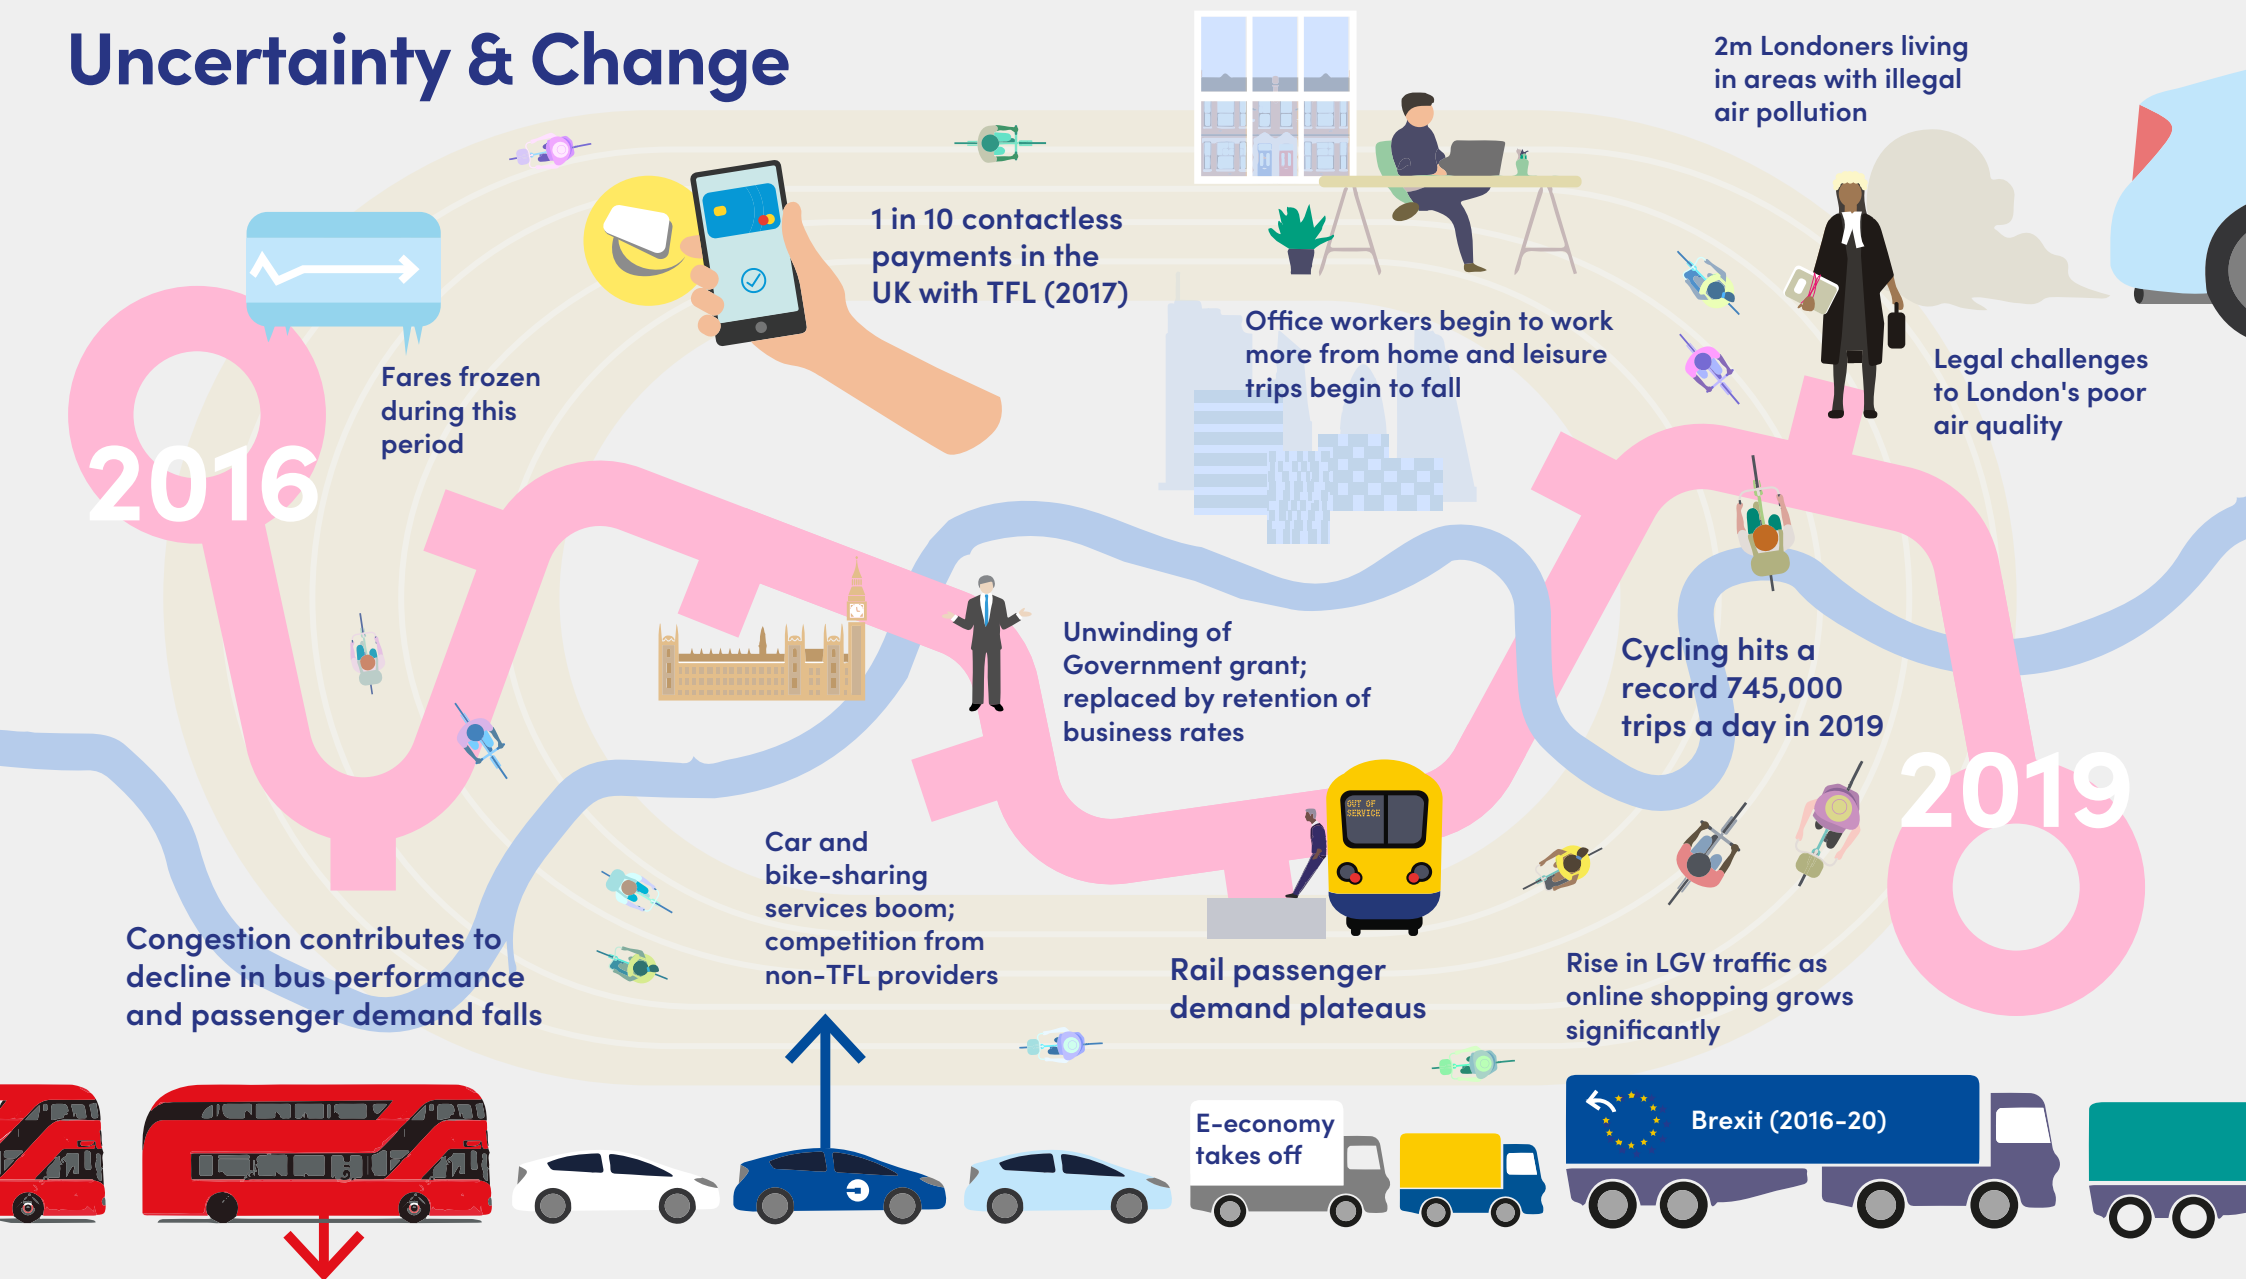 Uncertainty & Change
2016
Fares frozen
during this
period
1 in 10 contactless
payments in the
UK with TFL (2017)
Office workers begin to work
more from home and leisure
trips begin to fall
2m Londoners living
in areas with illegal
air pollution
Legal challenges
to London's poor
air quality
Unwinding of
Government grant;
replaced by retention of
business rates
Cycling hits a
record 745,000
trips a day in 2019
2019
Congestion contributes to
decline in bus performance
and passenger demand falls
Car and
bike-sharing
services boom;
competition from
non-TFL providers
OUT OF
SERVICE
Rail passenger
demand plateaus
Rise in LGV traffic as
online shopping grows
significantly
E-economy
takes off
Brexit (2016-20)